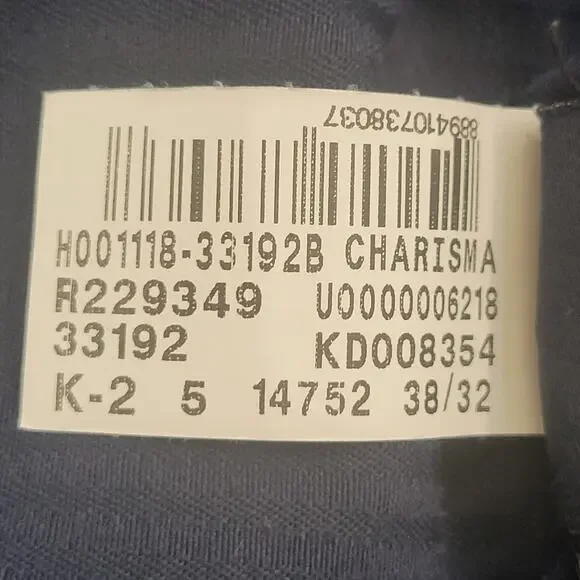 889410738037
H001118-33192B CHARISMA
R229349 U0000006218
33192 KD008354
K-2 5 14752 38/32